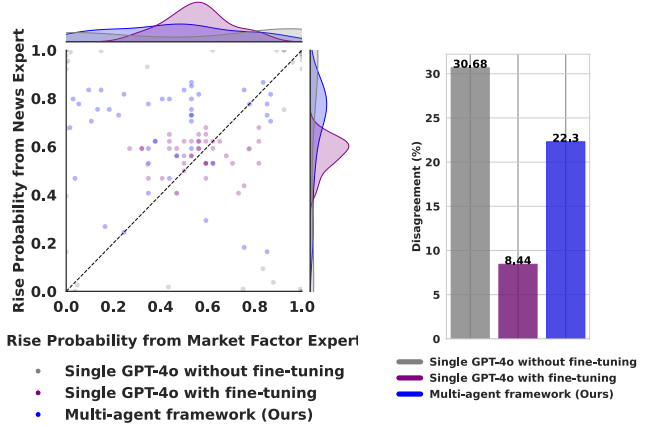 Rise Probability from News Expert
1.0
0.8
0.6
0.4
0.2
0.0
0.0 0.2 0.4 0.6 0.8 1.0
Rise Probability from Market Factor Expert
Single GPT-4o without fine-tuning
Single GPT-4o with fine-tuning
Multi-agent framework (Ours)
Disagreement (%)
30
25
20
15
10
5
0
30.68
8.44
22.3
Single GPT-4o without fine-tuning
Single GPT-4o with fine-tuning
Multi-agent framework (Ours)